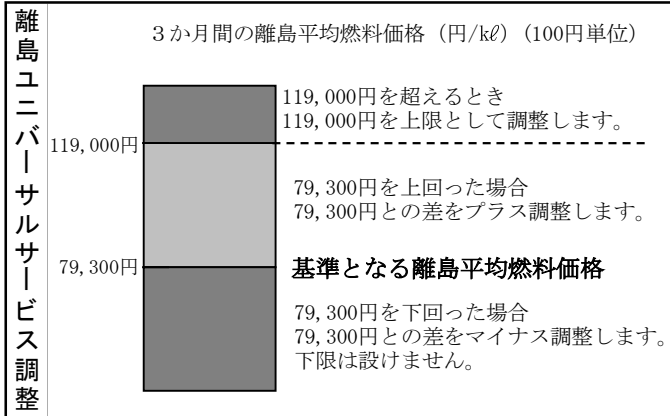 離島ユニバーサルサービス調整
3か月間の離島平均燃料価格（円/kℓ）（100円単位）
119,000円を超えるとき
119,000円を上限として調整します。
119,000円
79,300円を上回った場合
79,300円との差をプラス調整します。
79,300円
基準となる離島平均燃料価格
79,300円を下回った場合
79,300円との差をマイナス調整します。
下限は設けません。